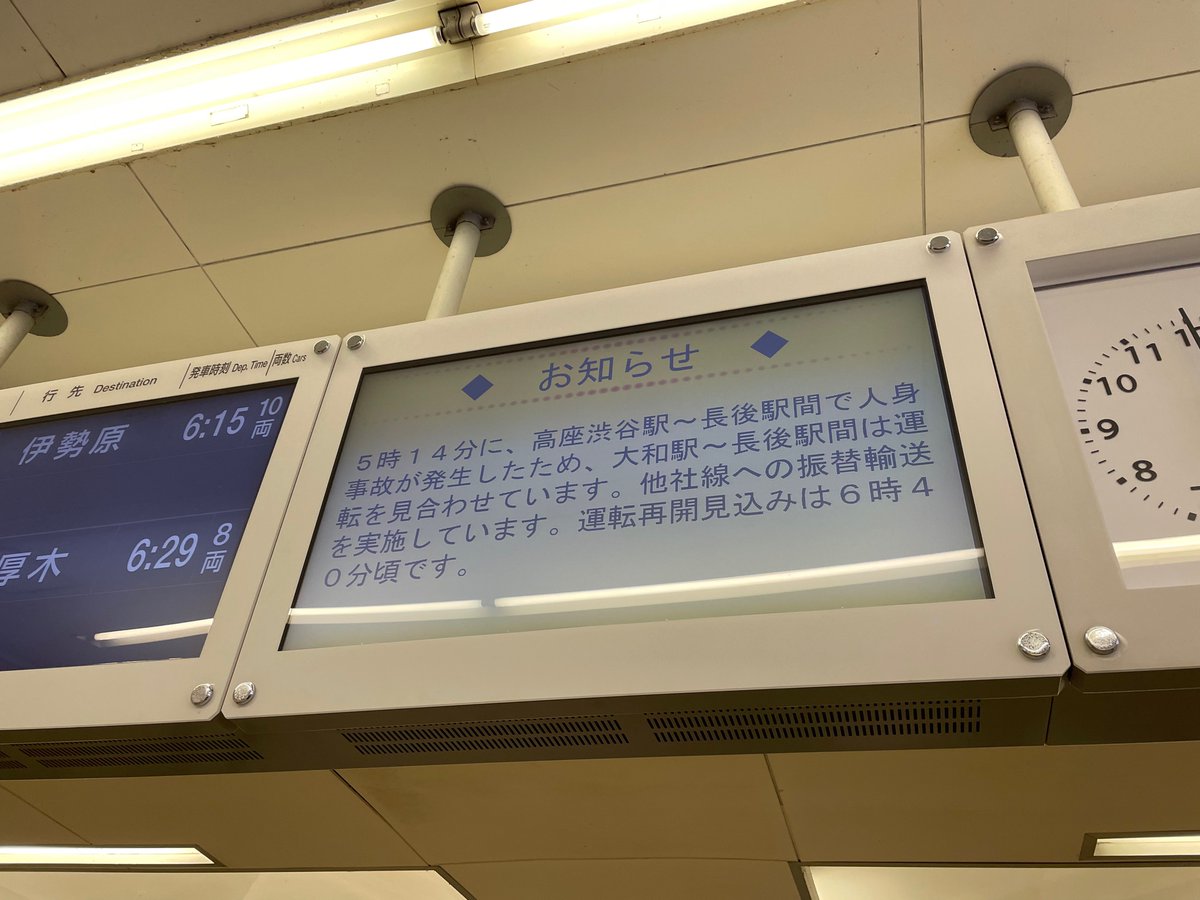 行先 Destination 発車時刻 Dep. Time 両数 Cars
伊勢原 6:15 10両
厚木 6:29 8両
◆ お知らせ ◆
5時14分に、高座渋谷駅~長後駅間で人身
事故が発生したため、大和駅~長後駅間は運
転を見合わせています。他社線への振替輸送
を実施しています。運転再開見込みは6時4
0分頃です。
11
10
9
8